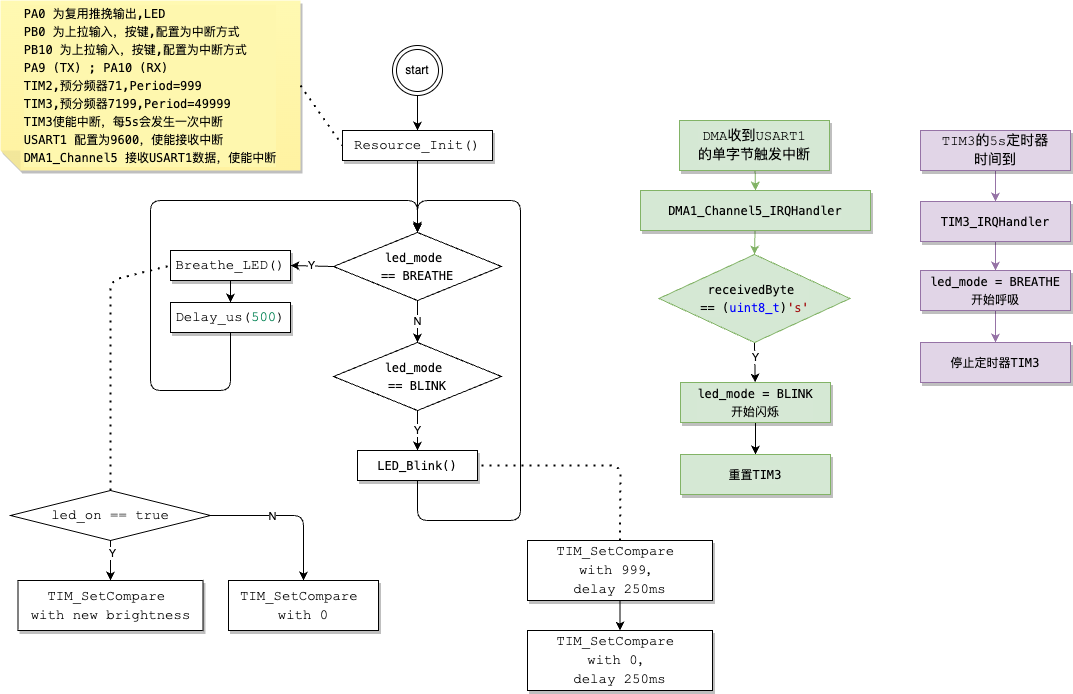 PA0 为复用推挽输出,LED
PB0 为上拉输入，按键,配置为中断方式
PB10 为上拉输入，按键,配置为中断方式
PA9 (TX) ; PA10 (RX)
TIM2,预分频器71,Period=999
TIM3,预分频器7199,Period=49999
TIM3使能中断，每5s会发生一次中断
USART1 配置为9600，使能接收中断
DMA1_Channel5 接收USART1数据，使能中断
start
Resource_Init()
led_mode
== BREATHE
Y
Breathe_LED()
Delay_us(500)
N
led_mode
== BLINK
Y
LED_Blink()
led_on == true
N
Y
TIM_SetCompare
with new brightness
TIM_SetCompare
with 0
TIM_SetCompare
with 999,
delay 250ms
TIM_SetCompare
with 0,
delay 250ms
DMA收到USART1
的单字节触发中断
DMA1_Channel5_IRQHandler
receivedByte
== (uint8_t)'s'
Y
led_mode = BLINK
开始闪烁
重置TIM3
TIM3的5s定时器
时间到
TIM3_IRQHandler
led_mode = BREATHE
开始呼吸
停止定时器TIM3